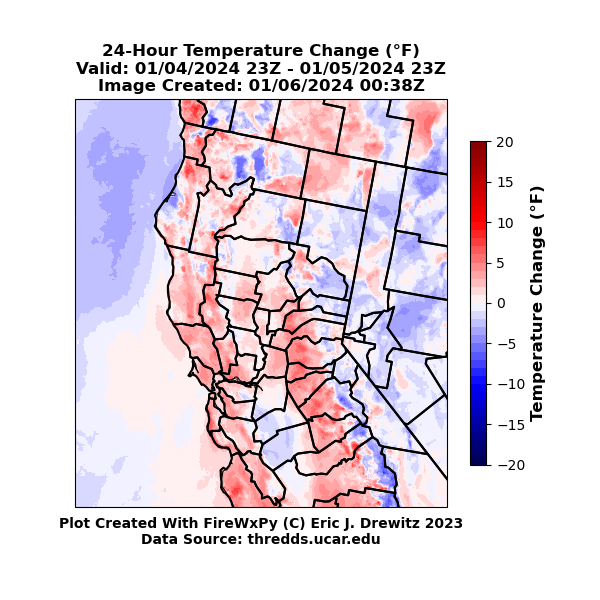 24-Hour Temperature Change (°F)
Valid: 01/04/2024 23Z - 01/05/2024 23Z
Image Created: 01/06/2024 00:38Z
20
15
10
5
0
−5
−10
−15
−20
Temperature Change (°F)
Plot Created With FireWxPy (C) Eric J. Drewitz 2023
Data Source: thredds.ucar.edu